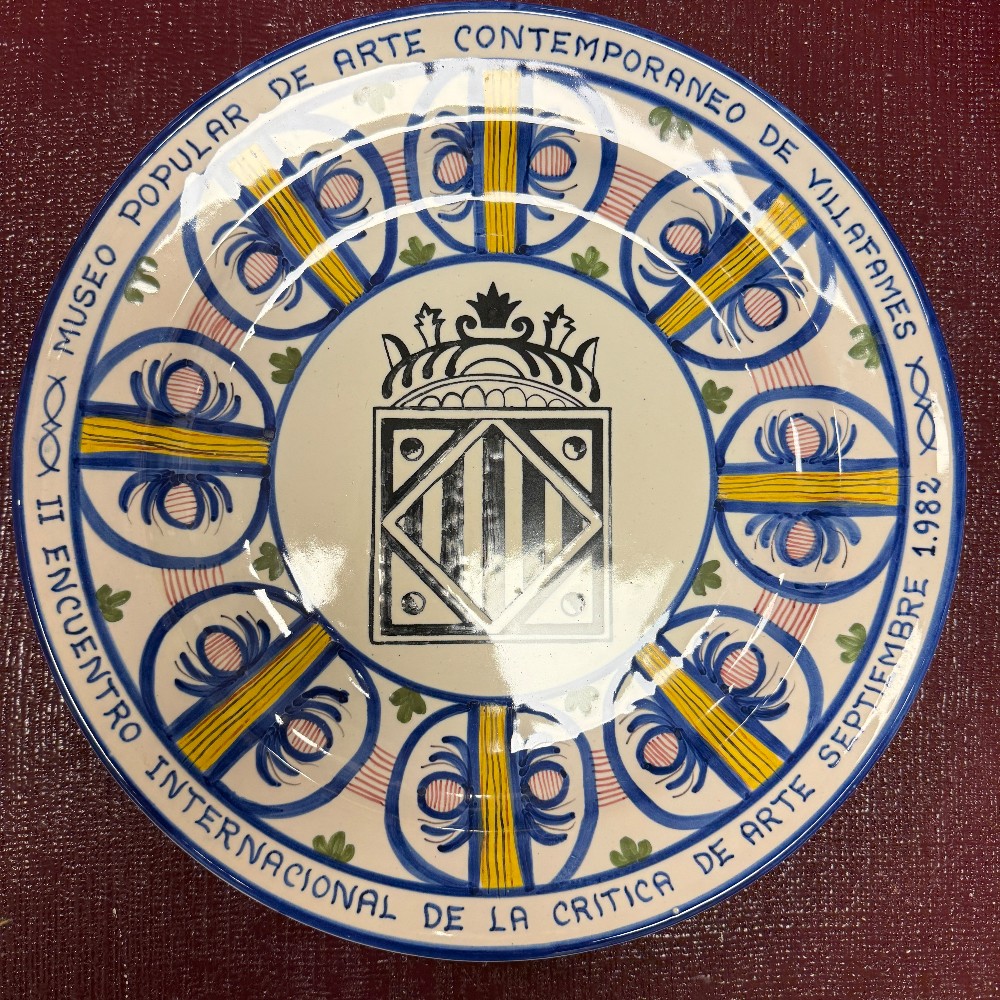 MUSEO POPULAR DE ARTE CONTEMPORANEO DE VILLAFAMES
II ENCUENTRO INTERNACIONAL DE LA CRITICA DE ARTE SEPTIEMBRE 1.982